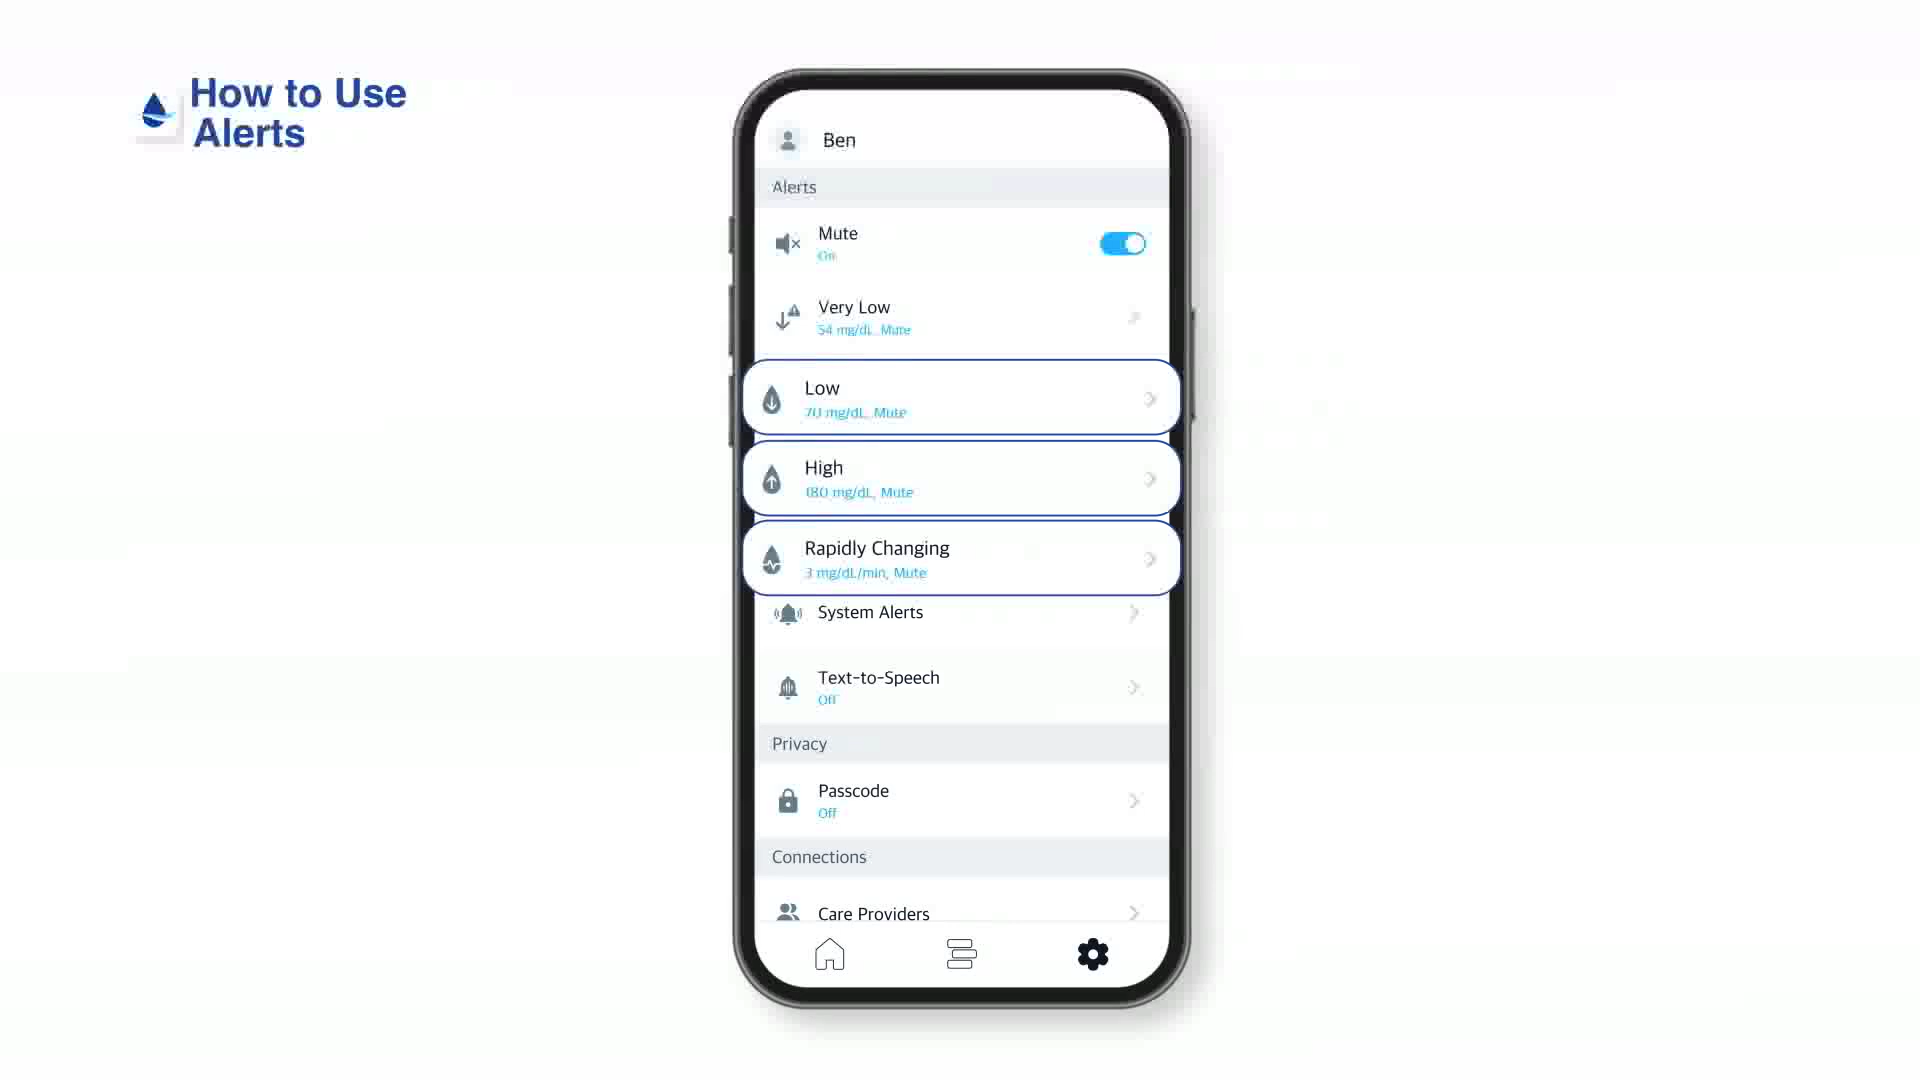 How to Use
Alerts
Ben
Alerts
Mute
On
Very Low
54 mg/dL, Mute
Low
70 mg/dL, Mute
High
180 mg/dL, Mute
Rapidly Changing
3 mg/dL/min, Mute
System Alerts
Text-to-Speech
Off
Privacy
Passcode
Off
Connections
Care Providers